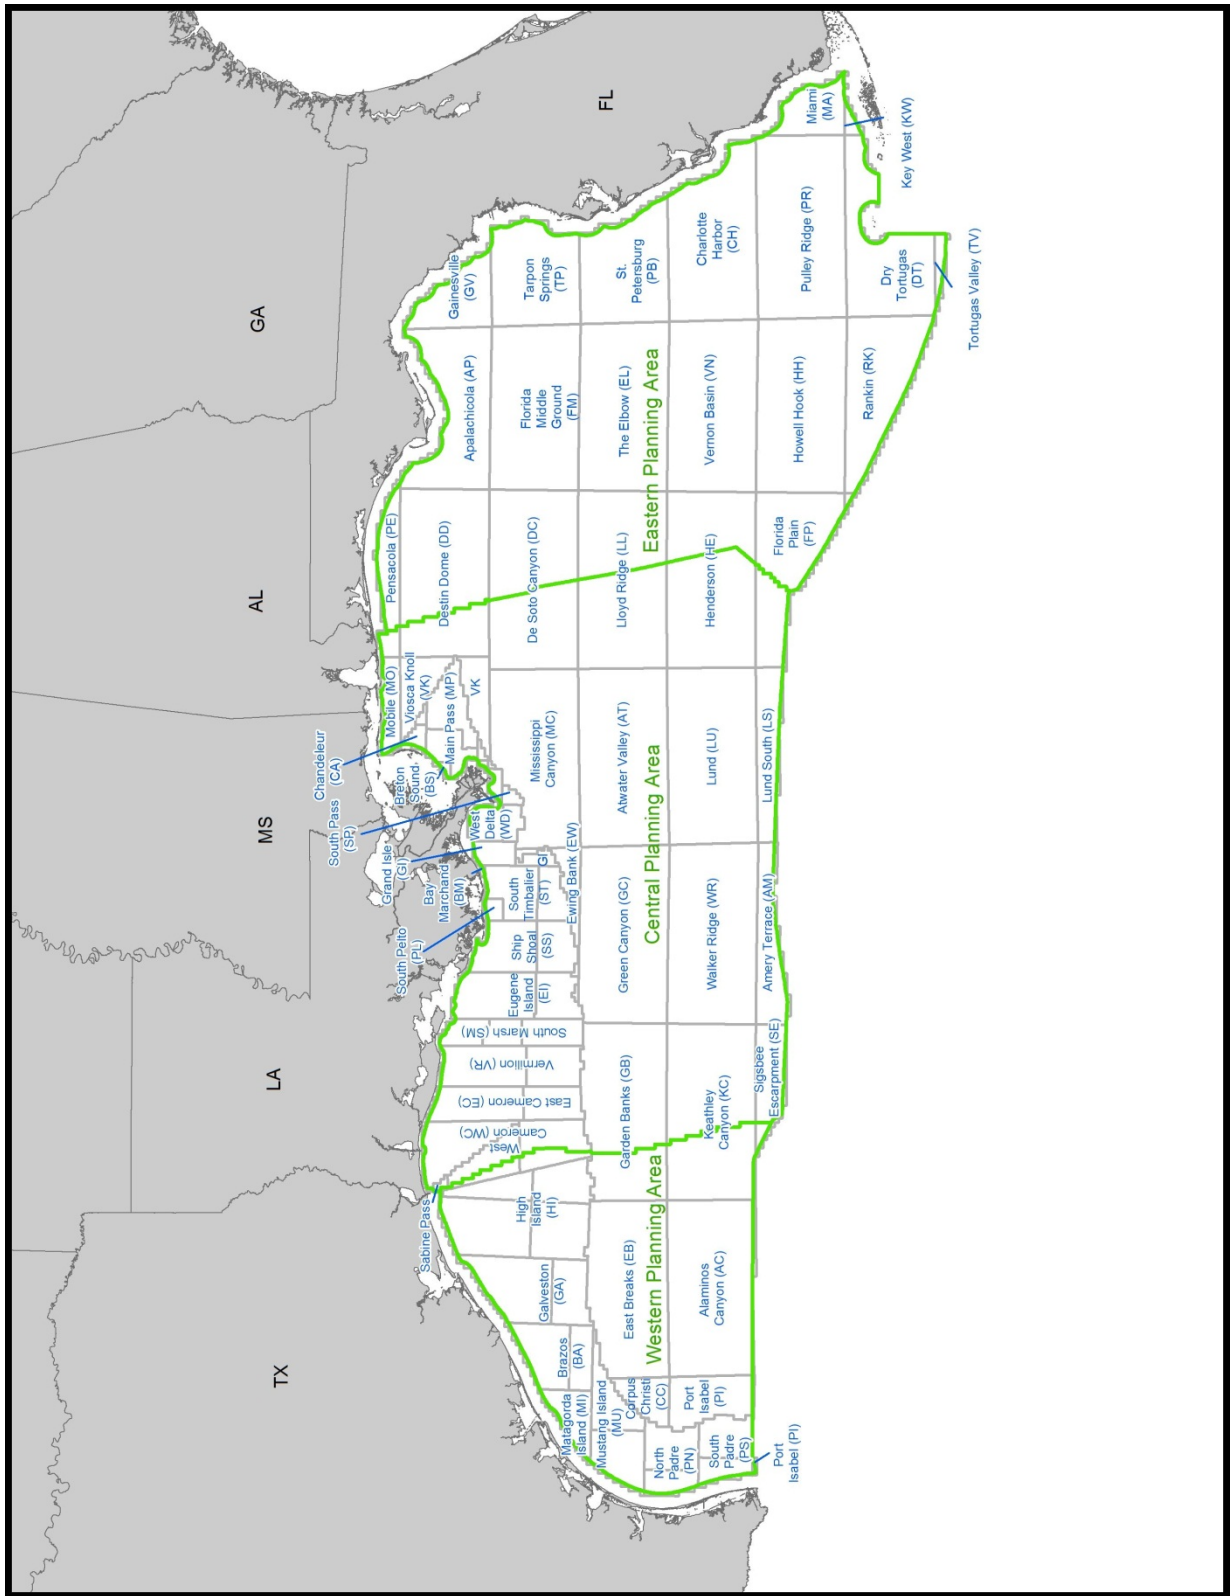 TX
LA
MS
AL
GA
FL
Sabine Pass
South Pelto
(PL)
Grand Isle
(GI)
Bay
Marchand
(BM)
South Pass
(SP)
Chandeleur
(CA)
Breton
Sound
(BS)
Mobile (MO)
Viosca Knoll
(VK)
Main Pass (MP)
VK
Pensacola (PE)
Destin Dome (DD)
Apalachicola (AP)
Gainesville
(GV)
Matagorda
Island (MI)
Brazos
(BA)
Galveston
(GA)
High
Island
(HI)
West
Cameron (WC)
East Cameron (EC)
Vermilion (VR)
South Marsh (SM)
Eugene
Island
(EI)
Ship
Shoal
(SS)
South
Timbalier
(ST)
GI
West
Delta
(WD)
Ewing Bank (EW)
Mississippi
Canyon (MC)
De Soto Canyon (DC)
Florida
Middle
Ground
(FM)
Tarpon
Springs
(TP)
Mustang Island
(MU)
Corpus
Christi
(CC)
East Breaks (EB)
Garden Banks (GB)
Green Canyon (GC)
Atwater Valley (AT)
Lloyd Ridge (LL)
The Elbow (EL)
St.
Petersburg
(PB)
Western Planning Area
Central Planning Area
Eastern Planning Area
North
Padre
(PN)
South
Padre
(PS)
Port
Isabel
(PI)
Alaminos
Canyon (AC)
Keathley
Canyon (KC)
Walker Ridge (WR)
Lund (LU)
Henderson (HE)
Vernon Basin (VN)
Charlotte
Harbor
(CH)
Port
Isabel (PI)
Sigsbee
Escarpment (SE)
Amery Terrace (AM)
Lund South (LS)
Florida
Plain
(FP)
Howell Hook (HH)
Pulley Ridge (PR)
Miami
(MA)
Rankin (RK)
Dry
Tortugas
(DT)
Key West (KW)
Tortugas Valley (TV)